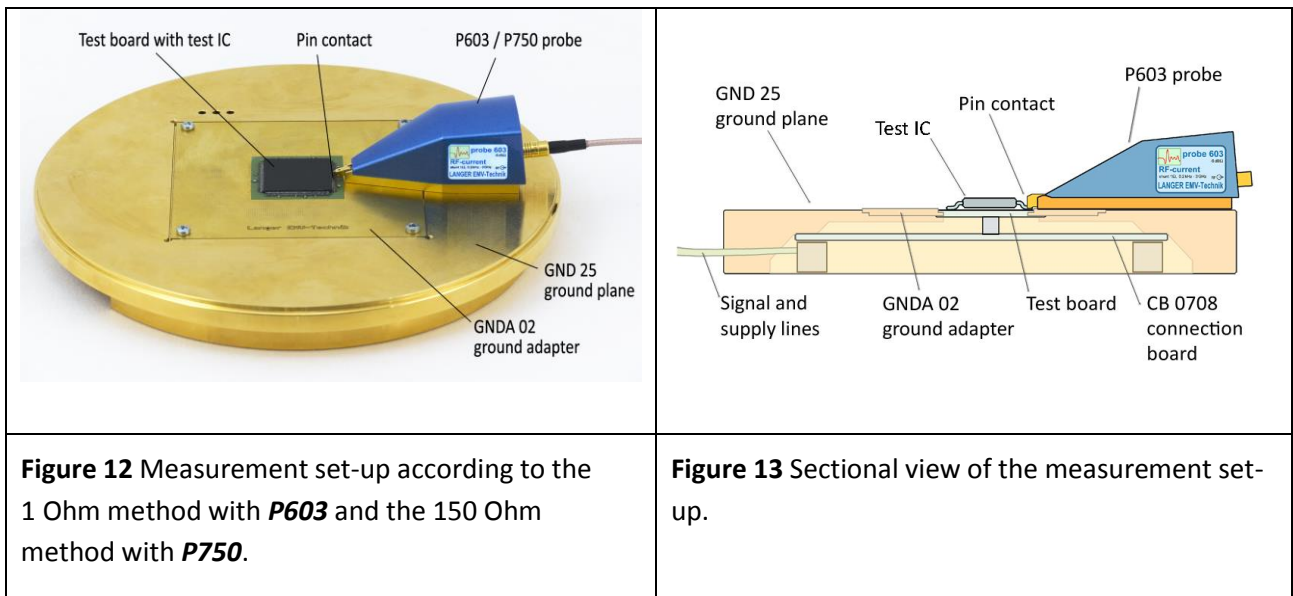 Test board with test IC
Pin contact
P603 / P750 probe
probe 603
RF-current
LANGER EMV-Technik
Langer EMV-Technik
GND 25
ground plane
GNDA 02
ground adapter
P603 probe
GND 25
ground plane
Pin contact
Test IC
probe 603
RF-current
LANGER EMV-Technik
Signal and
supply lines
GNDA 02
ground adapter
Test board
CB 0708
connection
board
Figure 12 Measurement set-up according to the
1 Ohm method with P603 and the 150 Ohm
method with P750.
Figure 13 Sectional view of the measurement set-
up.